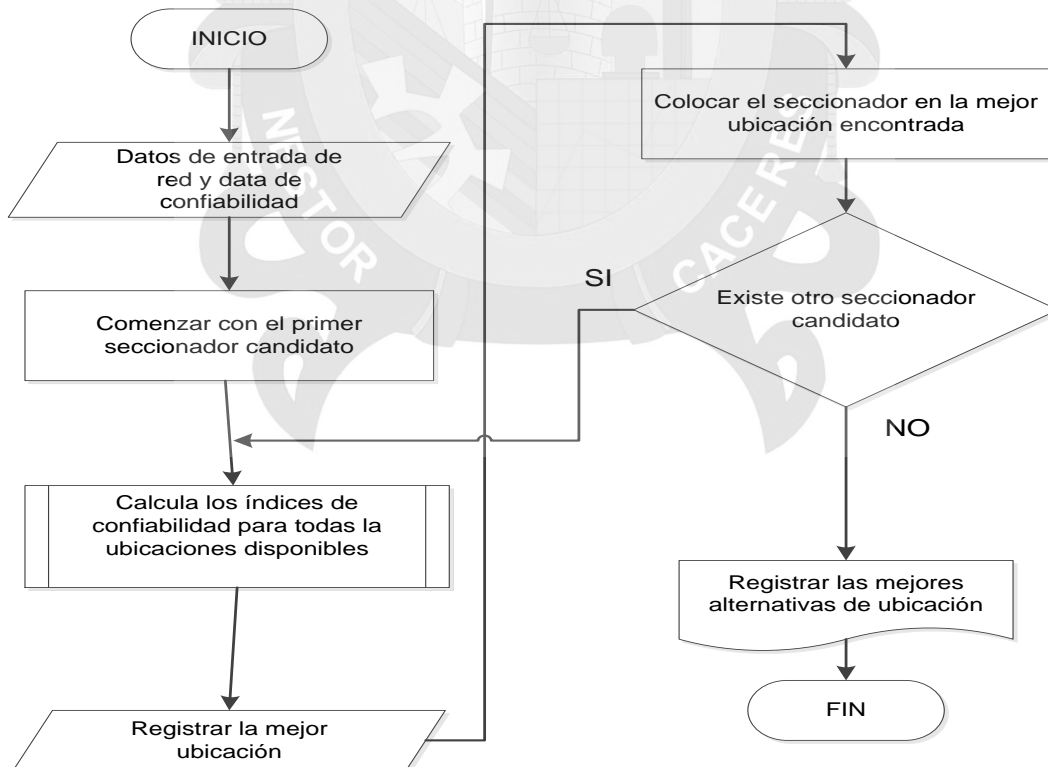 INICIO
Datos de entrada de
red y data de
confiabilidad
Comenzar con el primer
seccionador candidato
Calcula los índices de
confiabilidad para todas la
ubicaciones disponibles
Registrar la mejor
ubicación
Colocar el seccionador en la mejor
ubicación encontrada
Existe otro seccionador
candidato
SI
NO
Registrar las mejores
alternativas de ubicación
FIN
NESTOR
CACERES